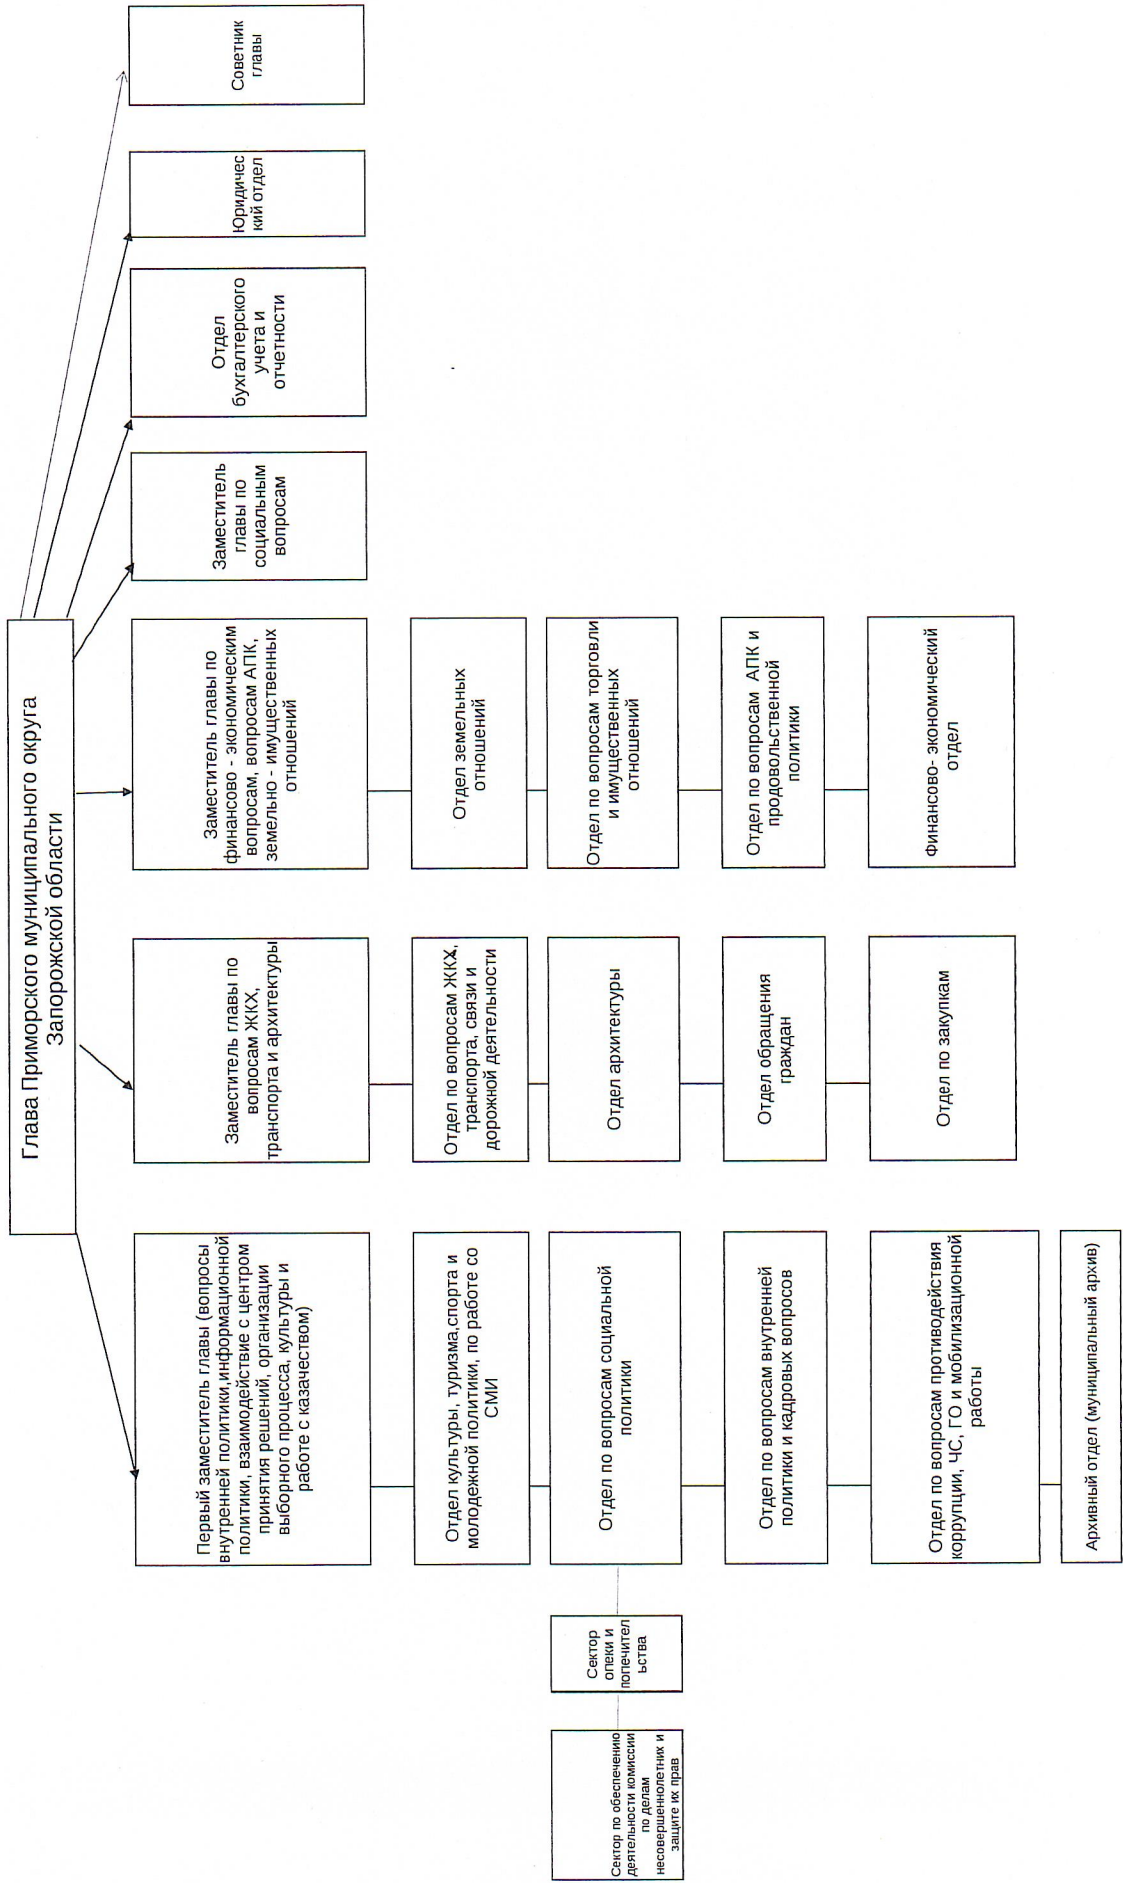 Глава Приморского муниципального округа
Запорожской области
Первый заместитель главы (вопросы
внутренней политики,информационной
политики, взаимодействие с центром
принятия решений, организации
выборного процесса, культуры и
работе с казачеством)
Заместитель главы по
вопросам ЖКХ,
транспорта и архитектуры
Заместитель главы по
финансово - экономическим
вопросам, вопросам АПК,
земельно - имущественных
отношений
Заместитель
главы по
социальным
вопросам
Отдел
бухгалтерского
учета и
отчетности
Юридичес
кий отдел
Советник
главы
Отдел культуры, туризма,спорта и
молодежной политики, по работе со
СМИ
Отдел по вопросам ЖКХ,
транспорта, связи и
дорожной деятельности
Отдел земельных
отношений
Сектор по обеспечению
деятельности комиссии
по делам
несовершеннолетних и
защите их прав
Сектор
опеки и
попечител
ьства
Отдел по вопросам социальной
политики
Отдел архитектуры
Отдел по вопросам торговли
и имущественных
отношений
Отдел по вопросам внутренней
политики и кадровых вопросов
Отдел обращения
граждан
Отдел по вопросам АПК и
продовольственной
политики
Отдел по вопросам противодействия
коррупции, ЧС, ГО и мобилизационной
работы
Отдел по закупкам
Финансово- экономический
отдел
Архивный отдел (муниципальный архив)